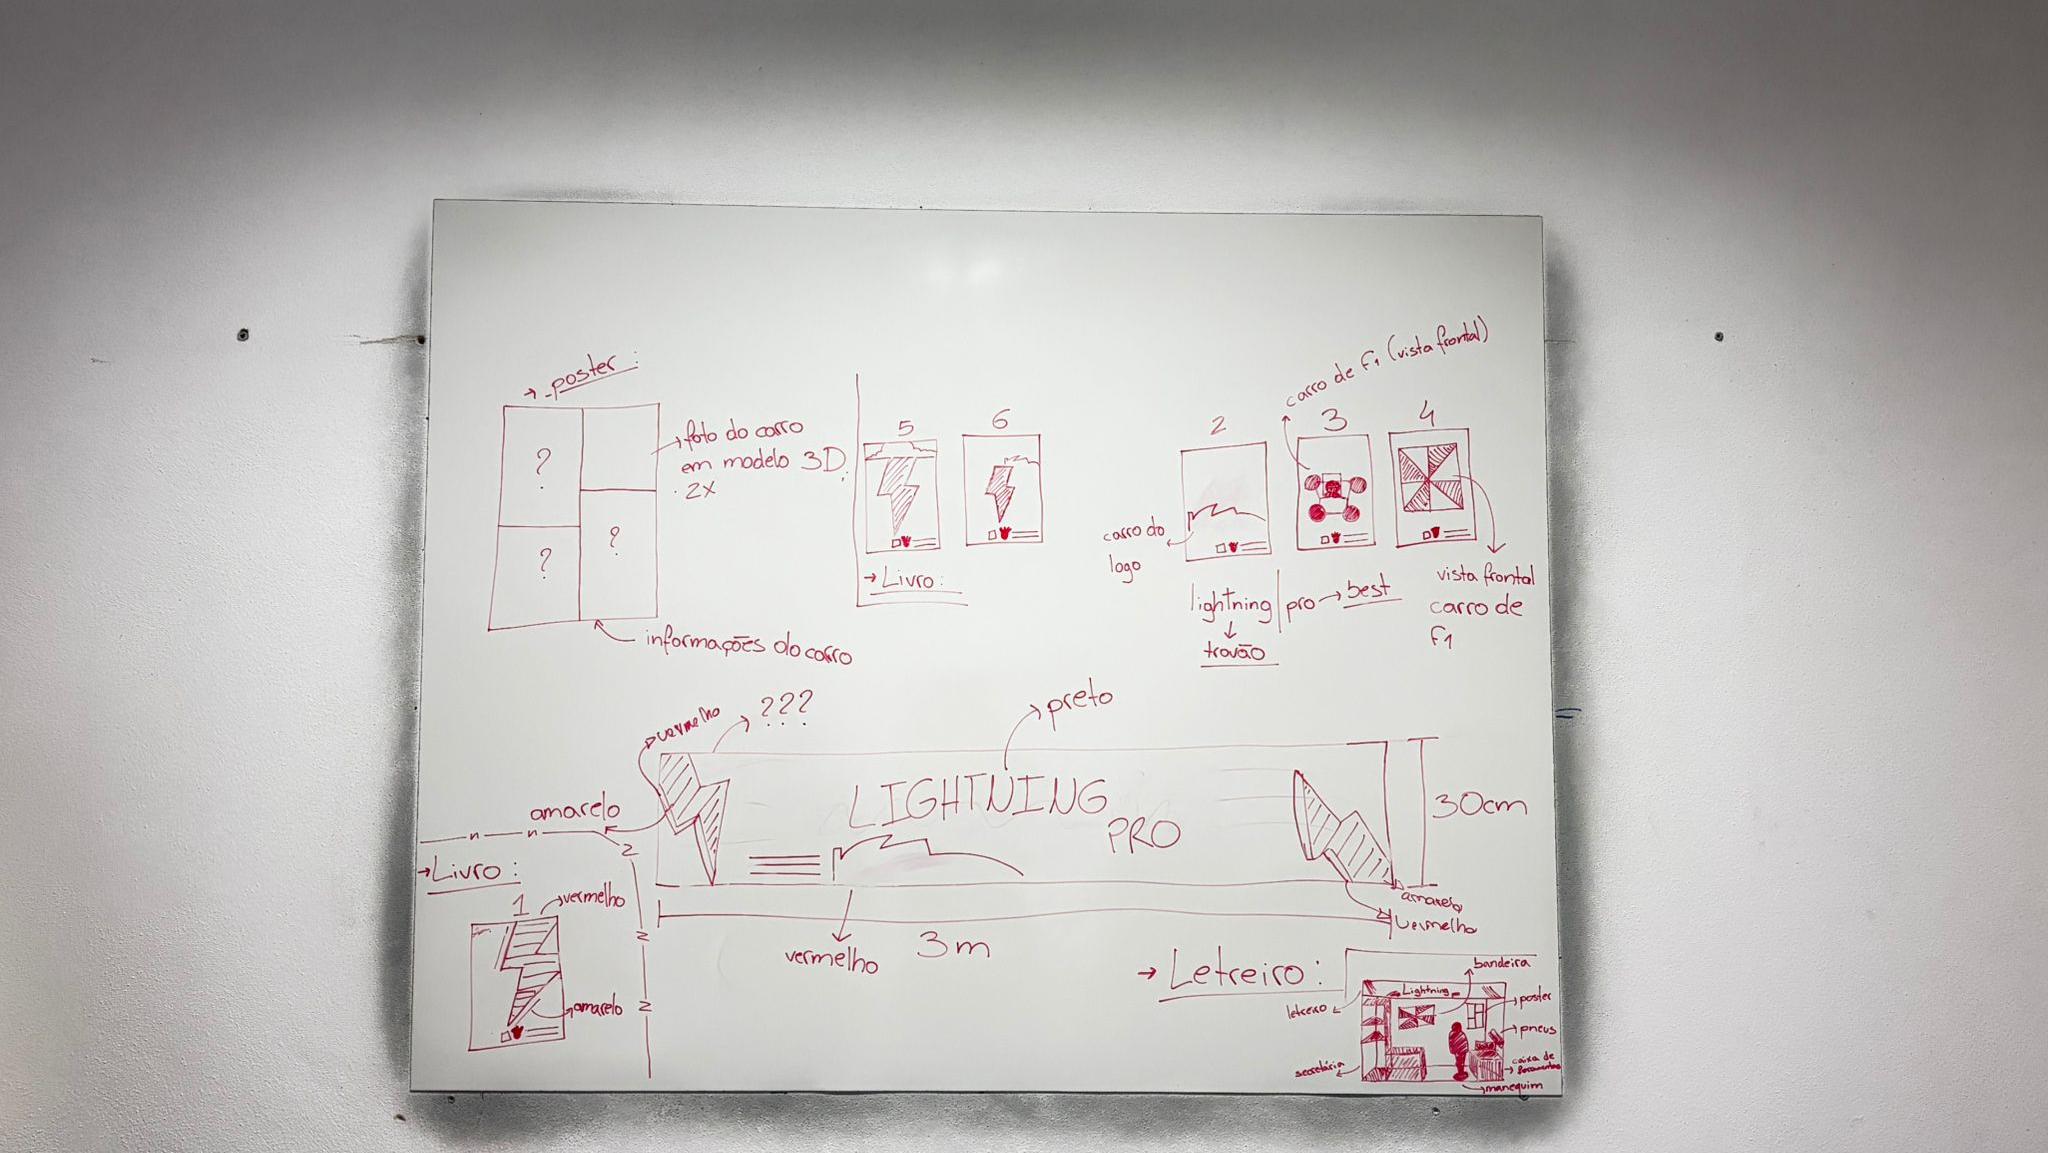 → poster :
?
?
?
foto do carro
em modelo 3D.
2x
informações do carro
5
6
→ Livro :
carro de F1 (vista frontal)
2
3
4
carro do
logo
vista frontal
carro de
F1
lightning | pro → best
travão
vermelho
???
preto
amarelo
LIGHTNING
PRO
30cm
amarelo
vermelho
vermelho
3m
→ Livro :
1
vermelho
amarelo
→ Letreiro :
bandeira
Lightning
letreiro
poster
pneus
caixa de
ferramentas
secretária
manequim